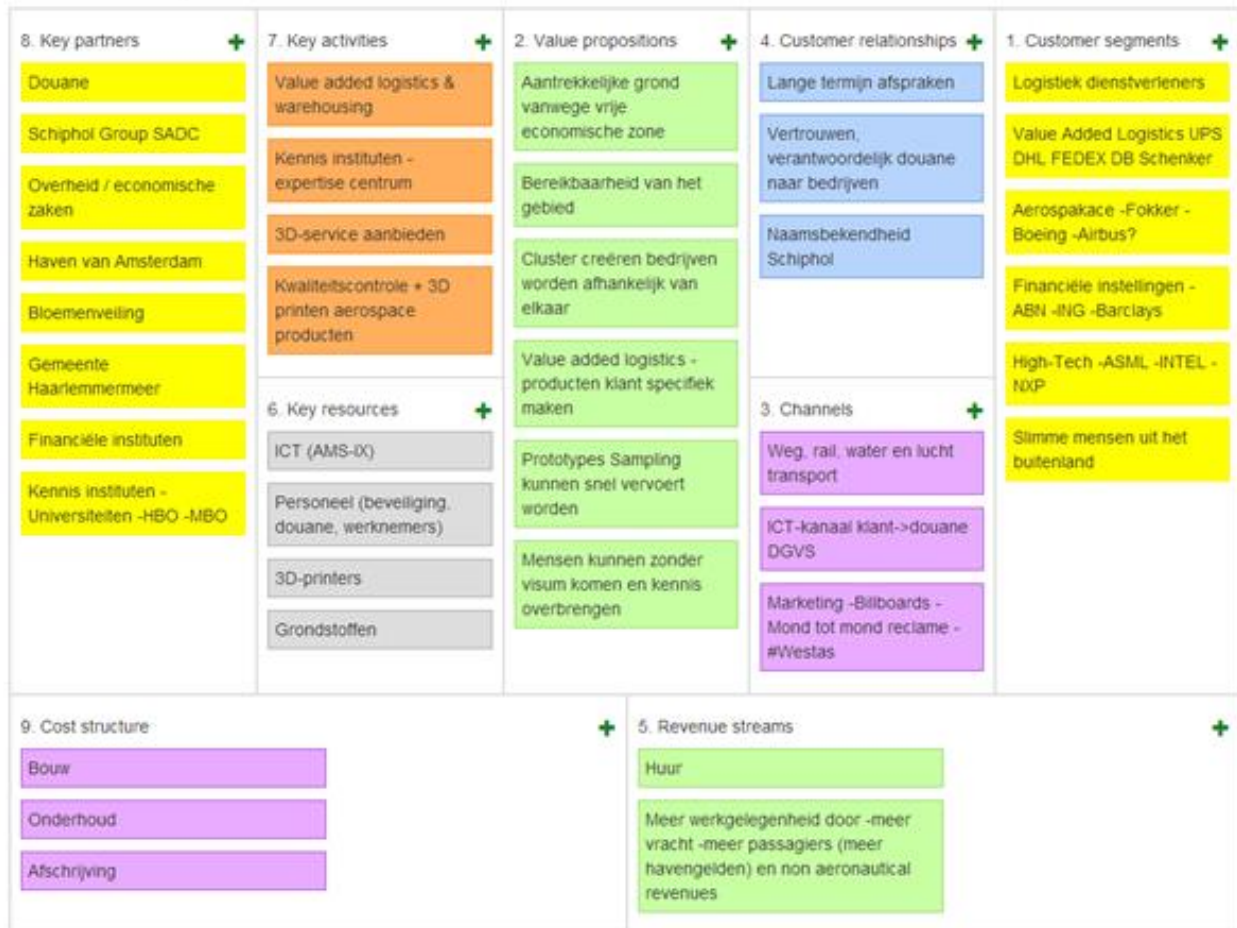 8. Key partners
Douane
Schiphol Group SADC
Overheid / economische
zaken
Haven van Amsterdam
Bloemenveiling
Gemeente
Haarlemmermeer
Financiële instituten
Kennis instituten -
Universiteiten -HBO -MBO
7. Key activities
Value added logistics &
warehousing
Kennis instituten -
expertise centrum
3D-service aanbieden
Kwaliteitscontrole + 3D
printen aerospace
producten
6. Key resources
ICT (AMS-IX)
Personeel (beveiliging,
douane, werknemers)
3D-printers
Grondstoffen
2. Value propositions
Aantrekkelijke grond
vanwege vrije
economische zone
Bereikbaarheid van het
gebied
Cluster creëren bedrijven
worden afhankelijk van
elkaar
Value added logistics -
producten klant specifiek
maken
Prototypes Sampling
kunnen snel vervoert
worden
Mensen kunnen zonder
visum komen en kennis
overbrengen
4. Customer relationships
Lange termijn afspraken
Vertrouwen,
verantwoordelijk douane
naar bedrijven
Naamsbekendheid
Schiphol
3. Channels
Weg, rail, water en lucht
transport
ICT-kanaal klant->douane
DGVS
Marketing -Billboards -
Mond tot mond reclame -
#Westas
1. Customer segments
Logistiek dienstverleners
Value Added Logistics UPS
DHL FEDEX DB Schenker
Aerospakace -Fokker -
Boeing -Airbus?
Financiële instellingen -
ABN -ING -Barclays
High-Tech -ASML -INTEL -
NXP
Slimme mensen uit het
buitenland
9. Cost structure
Bouw
Onderhoud
Afschrijving
5. Revenue streams
Huur
Meer werkgelegenheid door -meer
vracht -meer passagiers (meer
havengelden) en non aeronautical
revenues